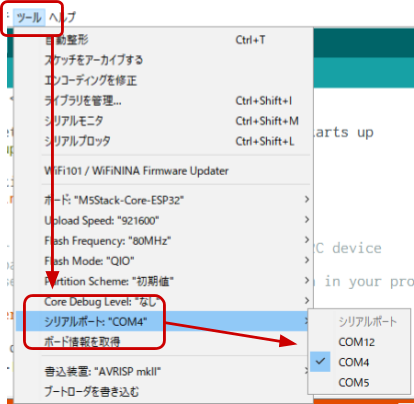 ツール ヘルプ
自動整形 Ctrl+T
スケッチをアーカイブする
エンコーディングを修正
ライブラリを管理... Ctrl+Shift+I
シリアルモニタ Ctrl+Shift+M
シリアルプロッタ Ctrl+Shift+L
arts up
WiFi101 / WiFiNINA Firmware Updater
ボード: "M5Stack-Core-ESP32"
Upload Speed: "921600"
Flash Frequency: "80MHz"
C device
Flash Mode: "QIO"
Partition Scheme: "初期値"
in your pro
Core Debug Level: "なし"
シリアルポート: "COM4"
シリアルポート
ボード情報を取得
COM12
COM4
書込装置: "AVRISP mkII"
COM5
ブートローダを書き込む